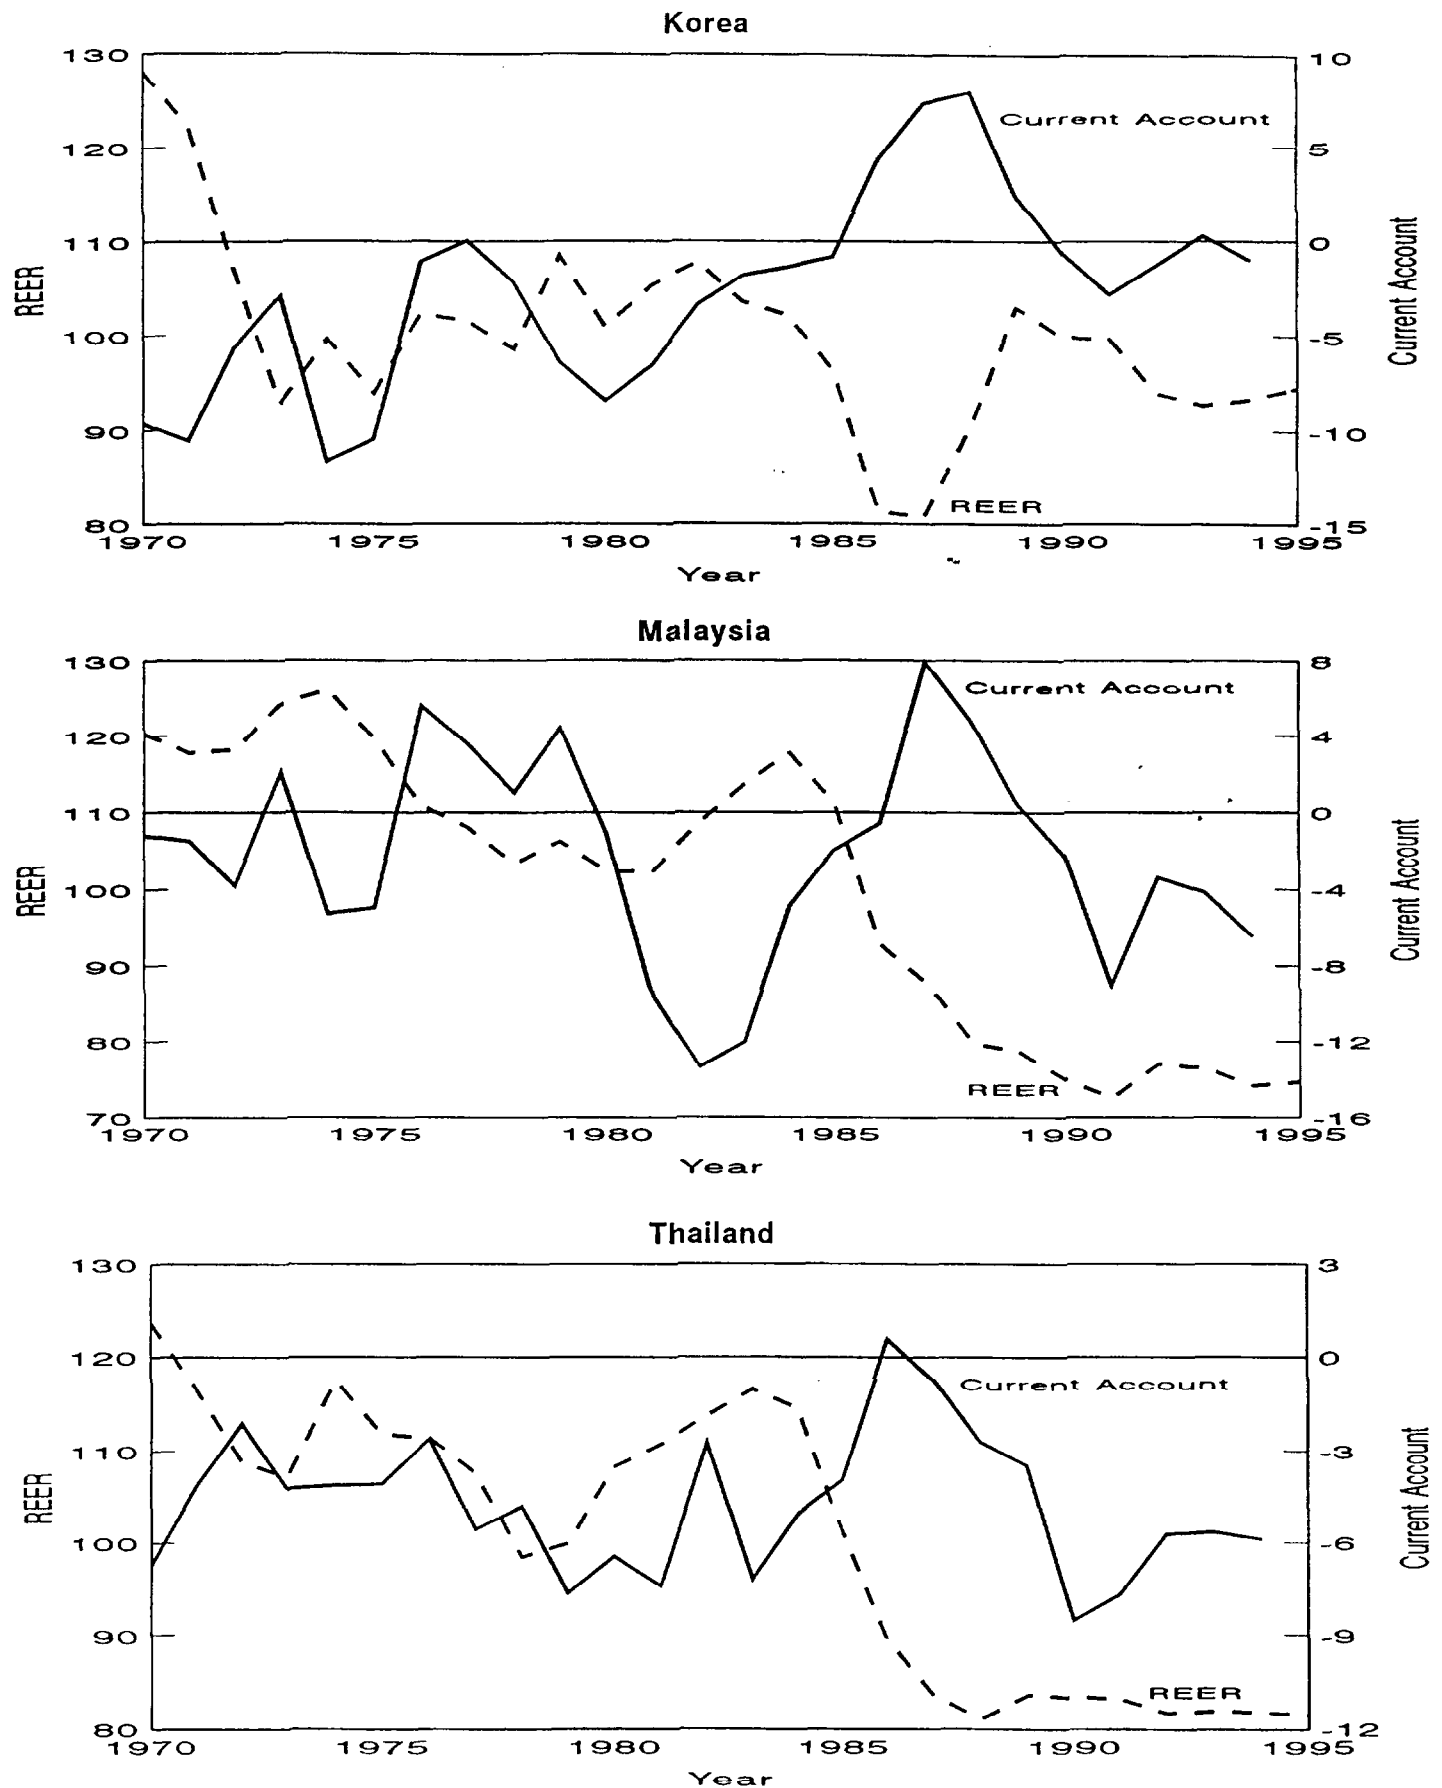 Korea
130 10
Current Account
120 5
110 0
REER Current Account
100 -5
90 -10
REER
80 -15
1970 1975 1980 1985 1990 1995
Year
Malaysia
130 8
Current Account
120 4
110 0
REER Current Account
100 -4
90 -8
80 -12
REER
70 -16
1970 1975 1980 1985 1990 1995
Year
Thailand
130 3
120 0
Current Account
110 -3
REER Current Account
100 -6
90 -9
REER
80 -12
1970 1975 1980 1985 1990 1995
Year